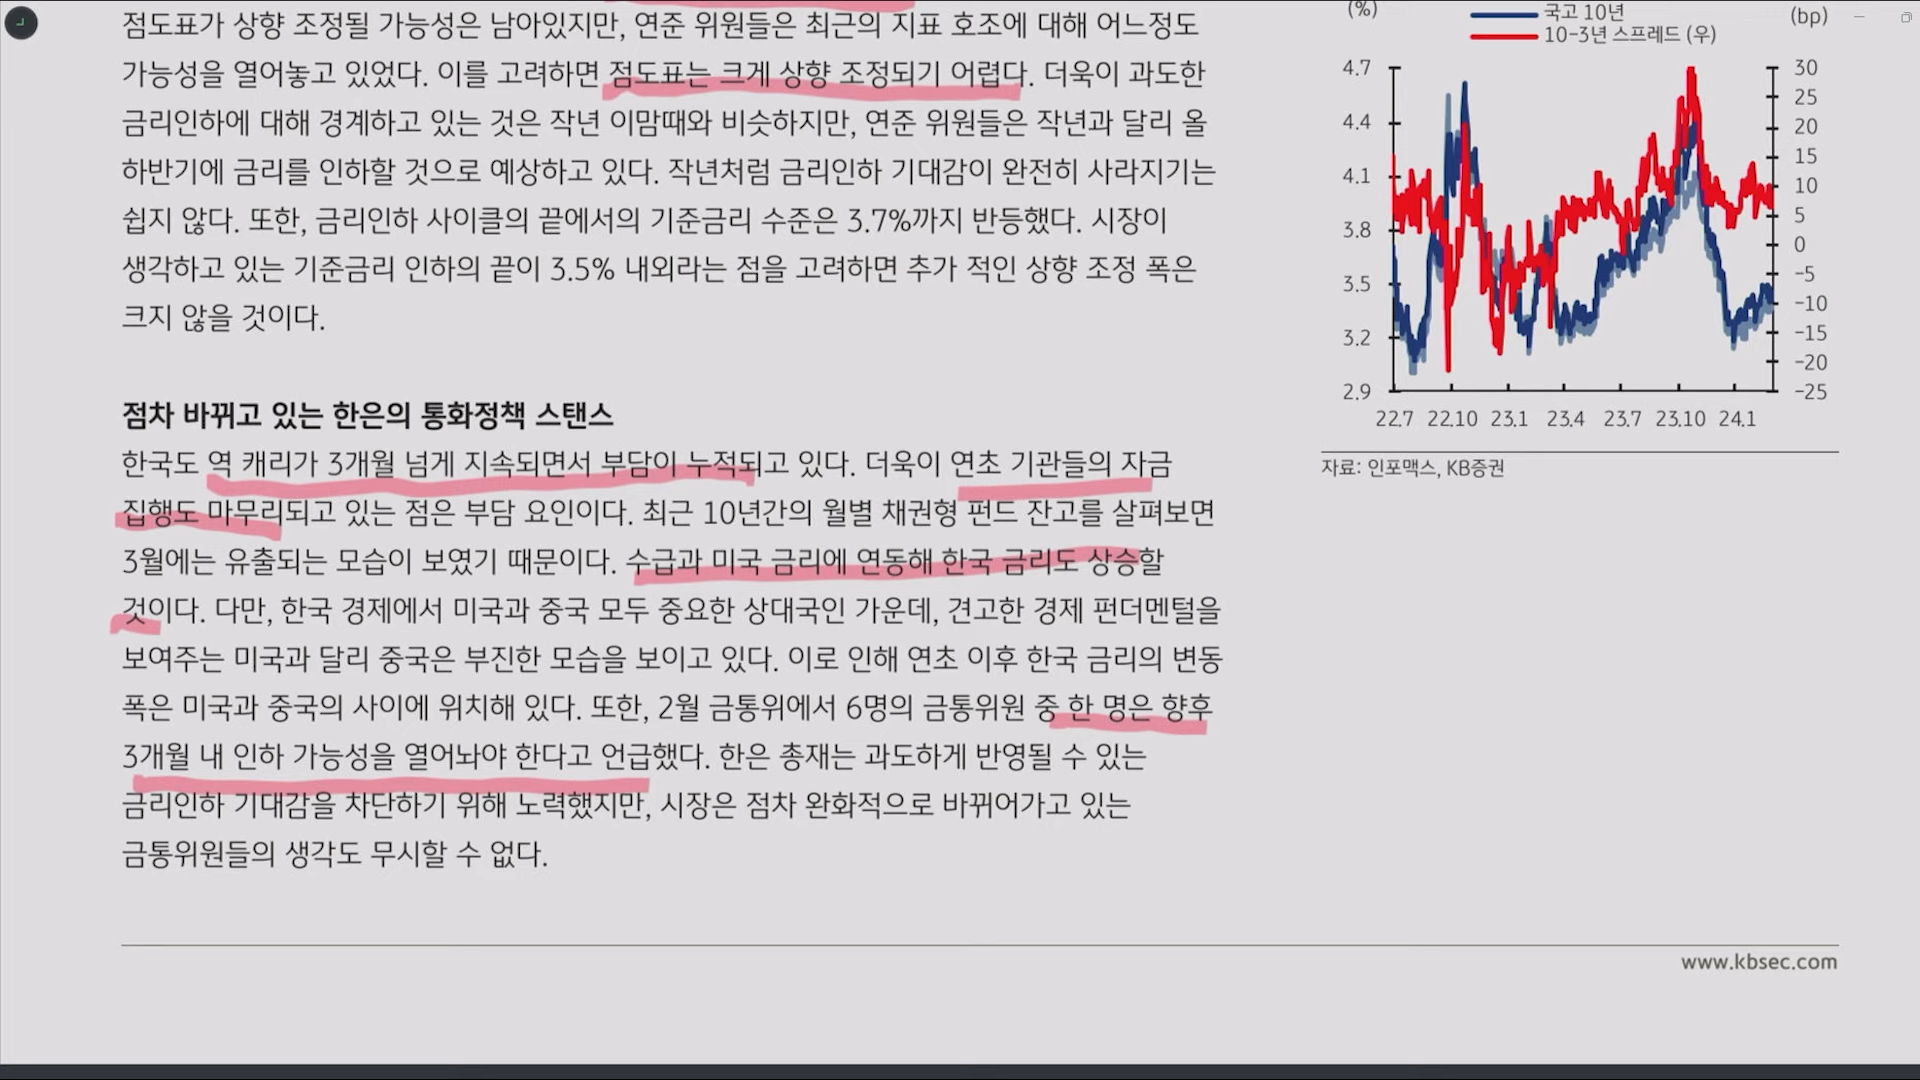 점도표가 상향 조정될 가능성은 남아있지만, 연준 위원들은 최근의 지표 호조에 대해 어느정도
가능성을 열어놓고 있었다. 이를 고려하면 점도표는 크게 상향 조정되기 어렵다. 더욱이 과도한
금리인하에 대해 경계하고 있는 것은 작년 이맘때와 비슷하지만, 연준 위원들은 작년과 달리 올
하반기에 금리를 인하할 것으로 예상하고 있다. 작년처럼 금리인하 기대감이 완전히 사라지기는
쉽지 않다. 또한, 금리인하 사이클의 끝에서의 기준금리 수준은 3.7%까지 반등했다. 시장이
생각하고 있는 기준금리 인하의 끝이 3.5% 내외라는 점을 고려하면 추가 적인 상향 조정 폭은
크지 않을 것이다.
점차 바뀌고 있는 한은의 통화정책 스탠스
한국도 역 캐리가 3개월 넘게 지속되면서 부담이 누적되고 있다. 더욱이 연초 기관들의 자금
집행도 마무리되고 있는 점은 부담 요인이다. 최근 10년간의 월별 채권형 펀드 잔고를 살펴보면
3월에는 유출되는 모습이 보였기 때문이다. 수급과 미국 금리에 연동해 한국 금리도 상승할
것이다. 다만, 한국 경제에서 미국과 중국 모두 중요한 상대국인 가운데, 견고한 경제 펀더멘털을
보여주는 미국과 달리 중국은 부진한 모습을 보이고 있다. 이로 인해 연초 이후 한국 금리의 변동
폭은 미국과 중국의 사이에 위치해 있다. 또한, 2월 금통위에서 6명의 금통위원 중 한 명은 향후
3개월 내 인하 가능성을 열어놔야 한다고 언급했다. 한은 총재는 과도하게 반영될 수 있는
금리인하 기대감을 차단하기 위해 노력했지만, 시장은 점차 완화적으로 바뀌어가고 있는
금통위원들의 생각도 무시할 수 없다.
(%) 국고 10년 (bp)
10-3년 스프레드 (우)
4.7 30
25
4.4 20
15
4.1 10
5
3.8 0
-5
3.5 -10
-15
3.2 -20
2.9 -25
22.7 22.10 23.1 23.4 23.7 23.10 24.1
자료: 인포맥스, KB증권
www.kbsec.com